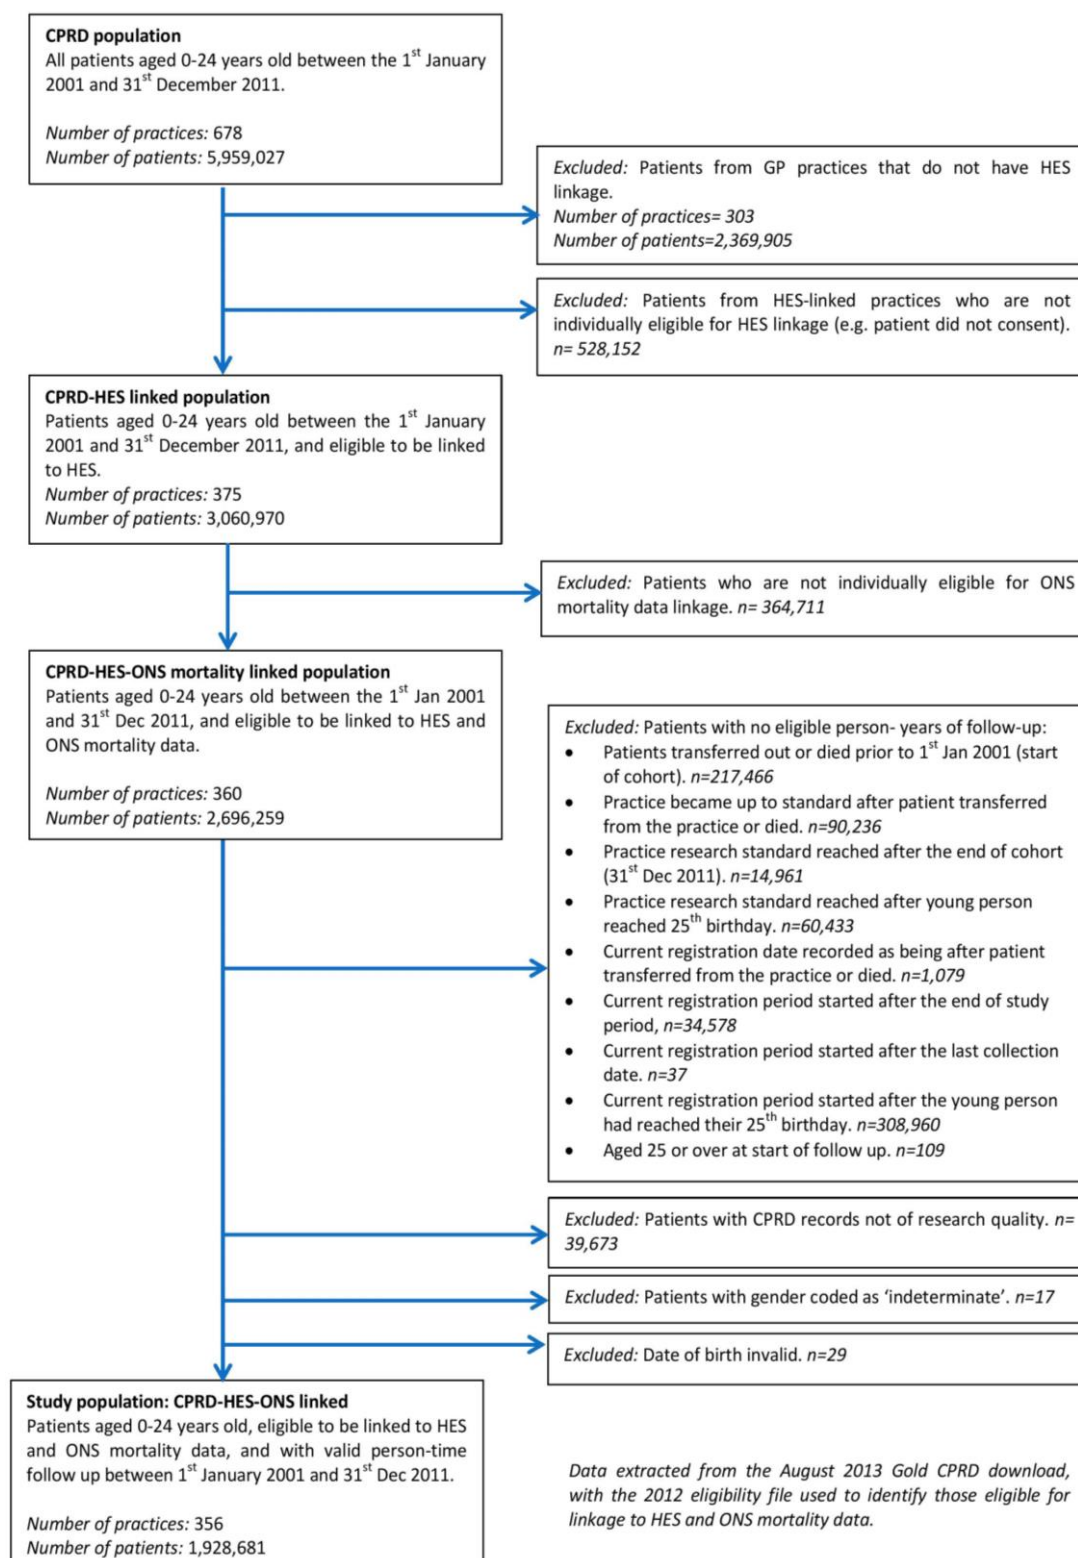 CPRD population
All patients aged 0-24 years old between the 1st January
2001 and 31st December 2011.
Number of practices: 678
Number of patients: 5,959,027
Excluded: Patients from GP practices that do not have HES
linkage.
Number of practices= 303
Number of patients=2,369,905
Excluded: Patients from HES-linked practices who are not
individually eligible for HES linkage (e.g. patient did not consent).
n= 528,152
CPRD-HES linked population
Patients aged 0-24 years old between the 1st January
2001 and 31st December 2011, and eligible to be linked
to HES.
Number of practices: 375
Number of patients: 3,060,970
Excluded: Patients who are not individually eligible for ONS
mortality data linkage. n= 364,711
CPRD-HES-ONS mortality linked population
Patients aged 0-24 years old between the 1st Jan 2001
and 31st Dec 2011, and eligible to be linked to HES and
ONS mortality data.
Number of practices: 360
Number of patients: 2,696,259
Excluded: Patients with no eligible person- years of follow-up:
• Patients transferred out or died prior to 1st Jan 2001 (start
of cohort). n=217,466
• Practice became up to standard after patient transferred
from the practice or died. n=90,236
• Practice research standard reached after the end of cohort
(31st Dec 2011). n=14,961
• Practice research standard reached after young person
reached 25th birthday. n=60,433
• Current registration date recorded as being after patient
transferred from the practice or died. n=1,079
• Current registration period started after the end of study
period, n=34,578
• Current registration period started after the last collection
date. n=37
• Current registration period started after the young person
had reached their 25th birthday. n=308,960
• Aged 25 or over at start of follow up. n=109
Excluded: Patients with CPRD records not of research quality. n=
39,673
Excluded: Patients with gender coded as ‘indeterminate’. n=17
Excluded: Date of birth invalid. n=29
Study population: CPRD-HES-ONS linked
Patients aged 0-24 years old, eligible to be linked to HES
and ONS mortality data, and with valid person-time
follow up between 1st January 2001 and 31st Dec 2011.
Number of practices: 356
Number of patients: 1,928,681
Data extracted from the August 2013 Gold CPRD download,
with the 2012 eligibility file used to identify those eligible for
linkage to HES and ONS mortality data.